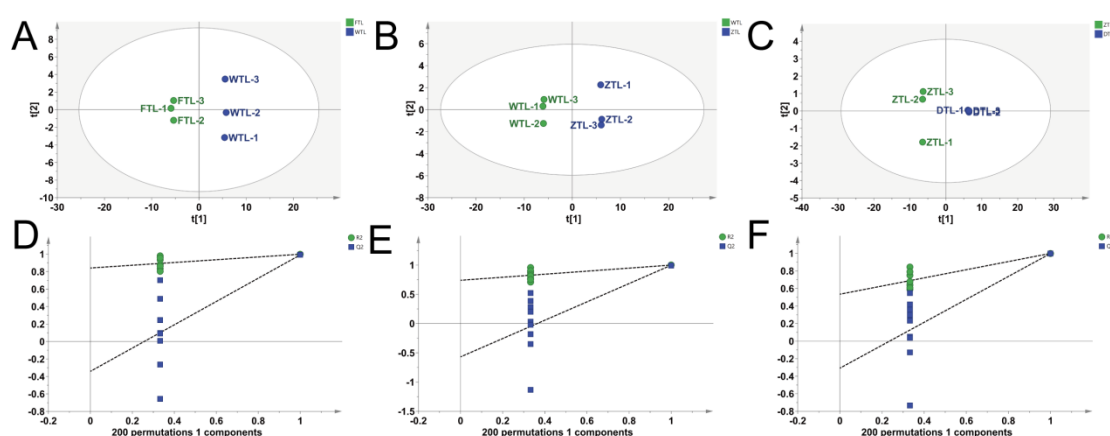 A
FTL
WTL
t[2]
8
6
4
2
0
-2
-4
-6
-8
-10
WTL-3
FTL-3
FTL-1
WTL-2
FTL-2
WTL-1
-30
-20
-10
0
10
20
t[1]
B
WTL
ZTL
t[2]
6
4
2
0
-2
-4
-6
-8
ZTL-1
WTL-3
WTL-1
WTL-2
ZTL-2
ZTL-3
-30
-20
-10
0
10
20
t[1]
C
t[2]
4
3
2
1
0
-1
-2
-3
-4
-5
ZTL-3
ZTL-2
DTL-1
DTL-2
ZTL-1
-40
-30
-20
-10
0
10
20
30
t[1]
D
R2
Q2
1
0.8
0.6
0.4
0.2
0
-0.2
-0.4
-0.6
-0.8
0
0.2
0.4
0.6
0.8
1
200 permutations 1 components
E
R2
Q2
1
0.5
0
-0.5
-1
-1.5
0
0.2
0.4
0.6
0.8
1
200 permutations 1 components
F
1
0.8
0.6
0.4
0.2
0
-0.2
-0.4
-0.6
-0.8
0
0.2
0.4
0.6
0.8
1
200 permutations 1 components